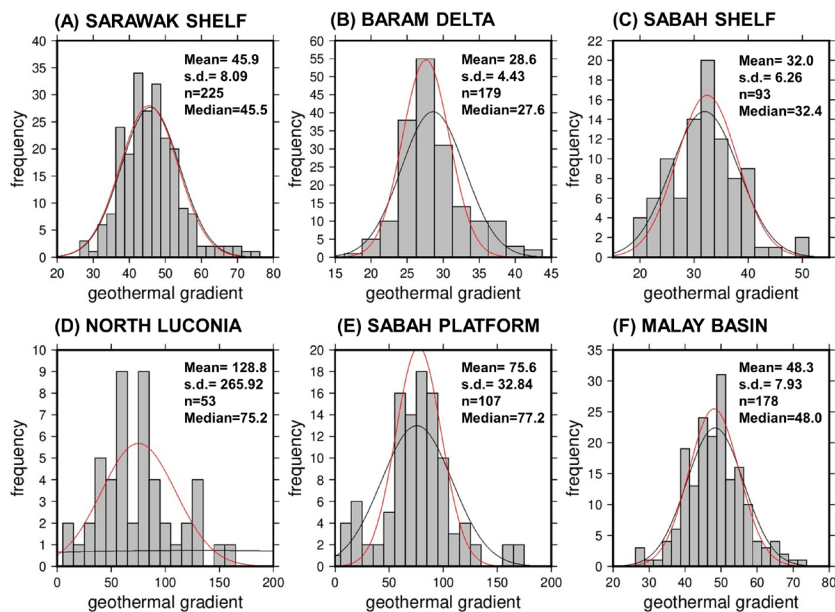 (A) SARAWAK SHELF
frequency
40
35
30
25
20
15
10
5
0
Mean= 45.9
s.d.= 8.09
n=225
Median=45.5
20 30 40 50 60 70 80
geothermal gradient
(B) BARAM DELTA
frequency
60
55
50
45
40
35
30
25
20
15
10
5
0
Mean= 28.6
s.d.= 4.43
n=179
Median=27.6
15 25 35 45
geothermal gradient
(C) SABAH SHELF
frequency
22
20
18
16
14
12
10
8
6
4
2
0
Mean= 32.0
s.d.= 6.26
n=93
Median=32.4
20 30 40 50
geothermal gradient
(D) NORTH LUCONIA
frequency
10
9
8
7
6
5
4
3
2
1
0
Mean= 128.8
s.d.= 265.92
n=53
Median=75.2
0 50 100 150 200
geothermal gradient
(E) SABAH PLATFORM
frequency
20
18
16
14
12
10
8
6
4
2
0
Mean= 75.6
s.d.= 32.84
n=107
Median=77.2
0 50 100 150 200
geothermal gradient
(F) MALAY BASIN
frequency
35
30
25
20
15
10
5
0
Mean= 48.3
s.d.= 7.93
n=178
Median=48.0
20 30 40 50 60 70 80
geothermal gradient